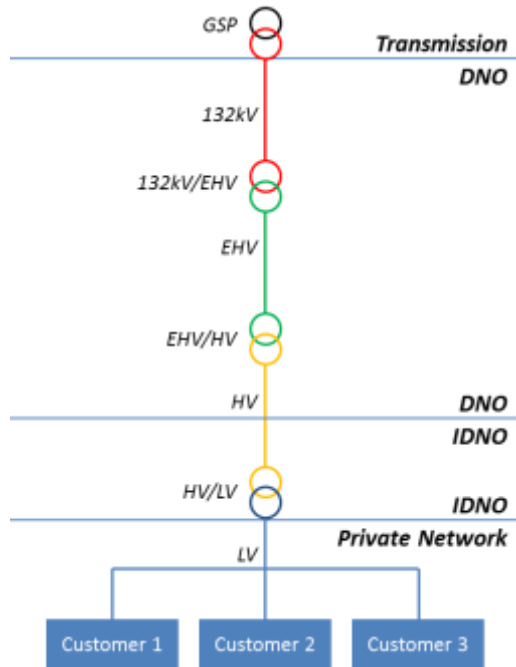 GSP
Transmission
DNO
132kV
132kV/EHV
EHV
EHV/HV
HV
DNO
IDNO
HV/LV
IDNO
Private Network
LV
Customer 1 Customer 2 Customer 3